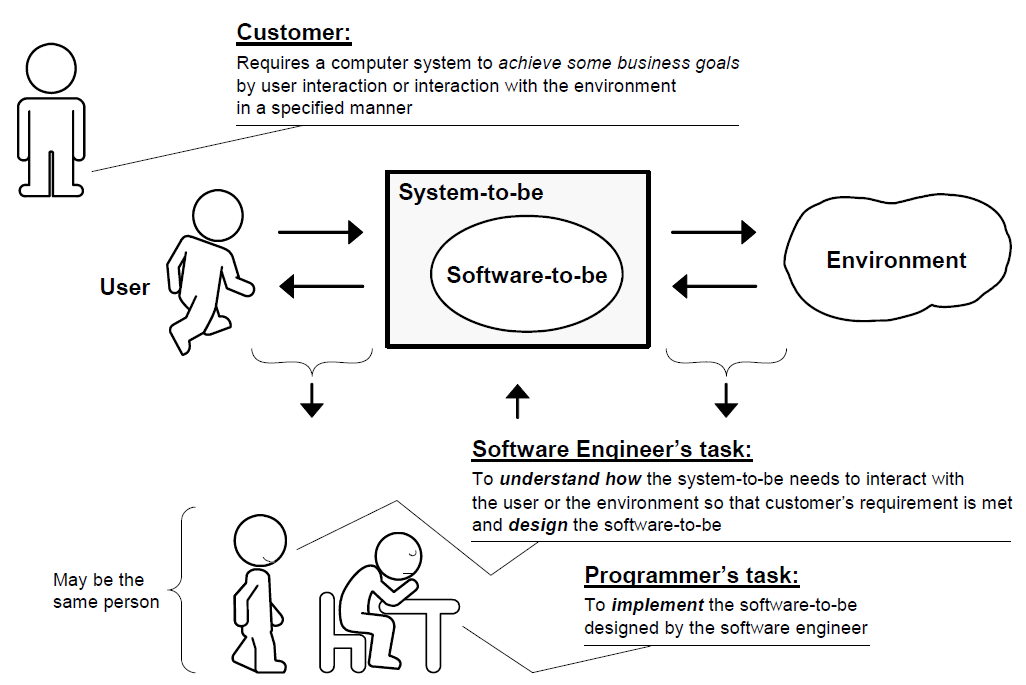 Customer:
Requires a computer system to achieve some business goals
by user interaction or interaction with the environment
in a specified manner
System-to-be
Software-to-be
User
Environment
Software Engineer's task:
To understand how the system-to-be needs to interact with
the user or the environment so that customer's requirement is met
and design the software-to-be
May be the
same person
Programmer's task:
To implement the software-to-be
designed by the software engineer